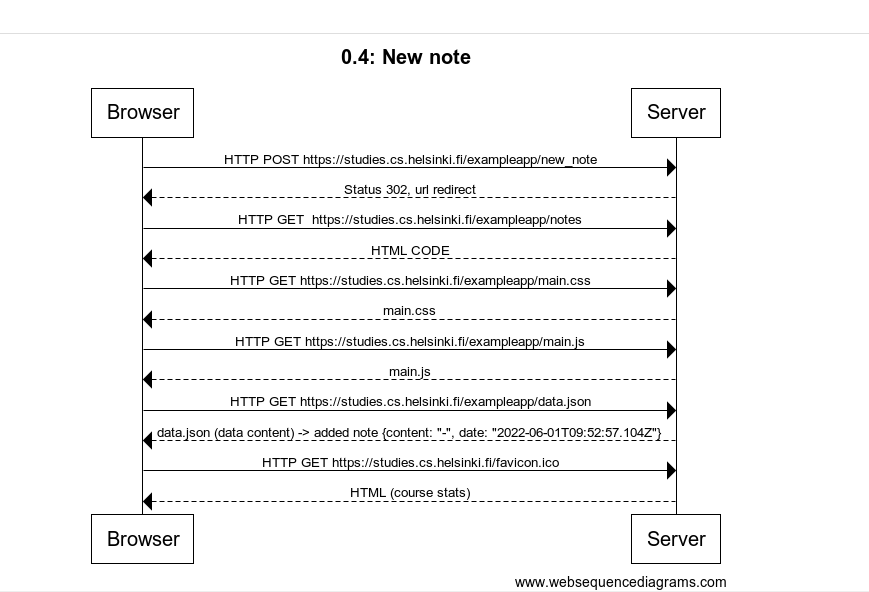 0.4: New note
Browser
Server
HTTP POST https://studies.cs.helsinki.fi/exampleapp/new_note
Status 302, url redirect
HTTP GET  https://studies.cs.helsinki.fi/exampleapp/notes
HTML CODE
HTTP GET https://studies.cs.helsinki.fi/exampleapp/main.css
main.css
HTTP GET https://studies.cs.helsinki.fi/exampleapp/main.js
main.js
HTTP GET https://studies.cs.helsinki.fi/exampleapp/data.json
data.json (data content) -> added note {content: "-", date: "2022-06-01T09:52:57.104Z"}
HTTP GET https://studies.cs.helsinki.fi/favicon.ico
HTML (course stats)
Browser
Server
www.websequencediagrams.com